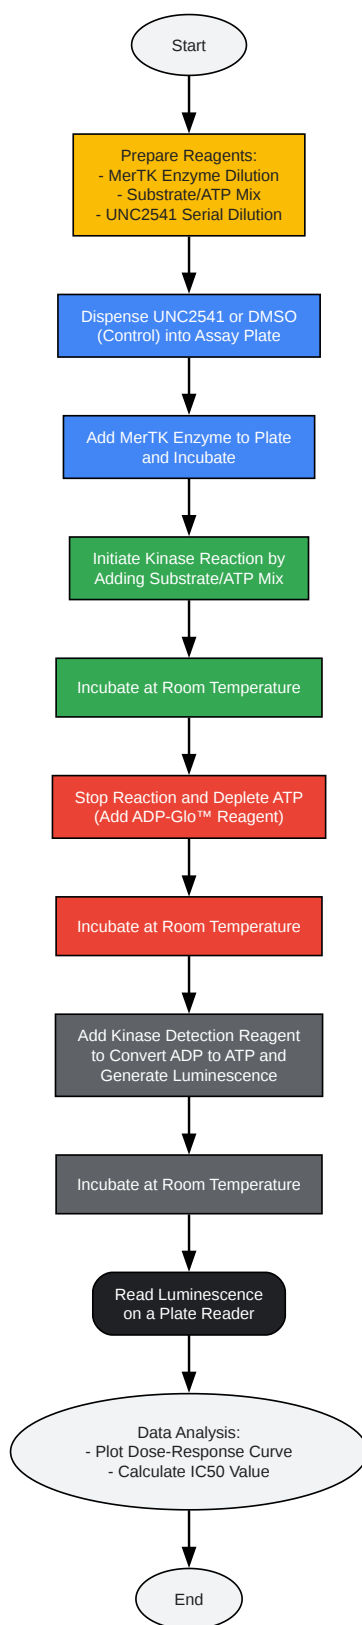 Start
Prepare Reagents:
- MerTK Enzyme Dilution
- Substrate/ATP Mix
- UNC2541 Serial Dilution
Dispense UNC2541 or DMSO
(Control) into Assay Plate
Add MerTK Enzyme to Plate
and Incubate
Initiate Kinase Reaction by
Adding Substrate/ATP Mix
Incubate at Room Temperature
Stop Reaction and Deplete ATP
(Add ADP-Glo™ Reagent)
Incubate at Room Temperature
Add Kinase Detection Reagent
to Convert ADP to ATP and
Generate Luminescence
Incubate at Room Temperature
Read Luminescence
on a Plate Reader
Data Analysis:
- Plot Dose-Response Curve
- Calculate IC50 Value
End